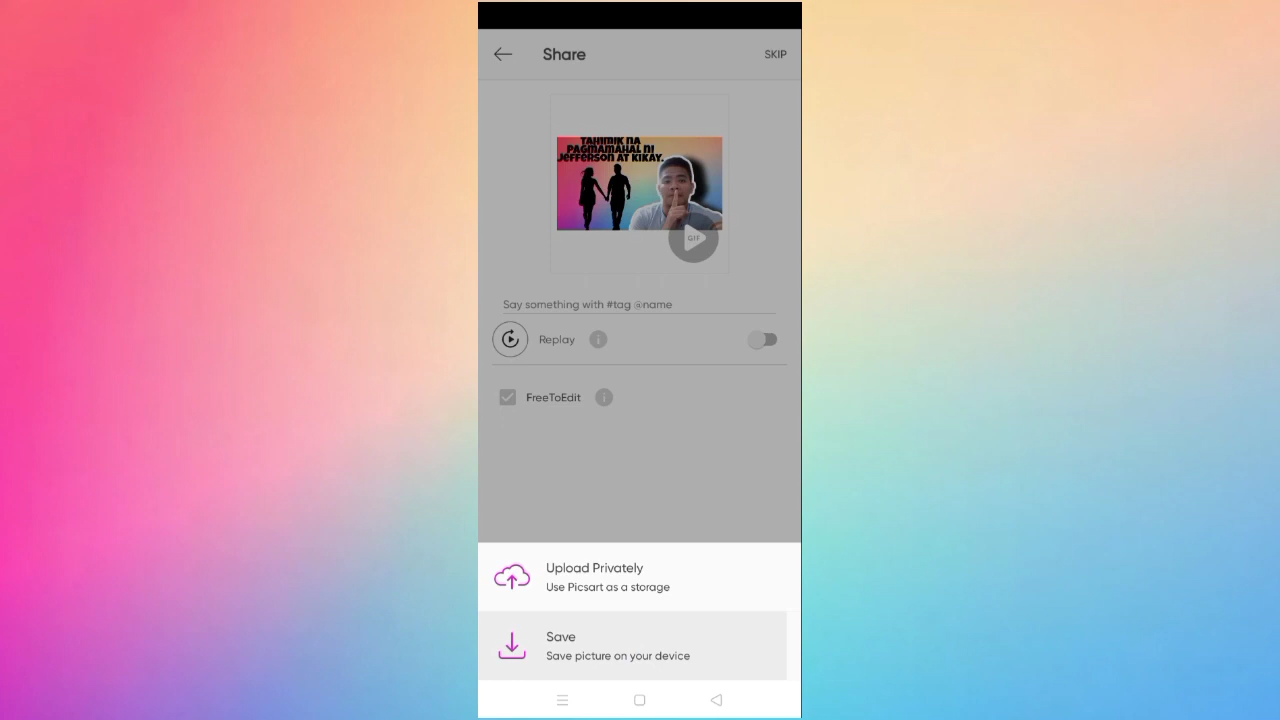 Share
SKIP
TAHIMIK NA
PAGMAMAHAL NI
JEFFERSON AT KIKAY.
GIF
Say something with #tag @name
Replay
FreeToEdit
Upload Privately
Use Picsart as a storage
Save
Save picture on your device